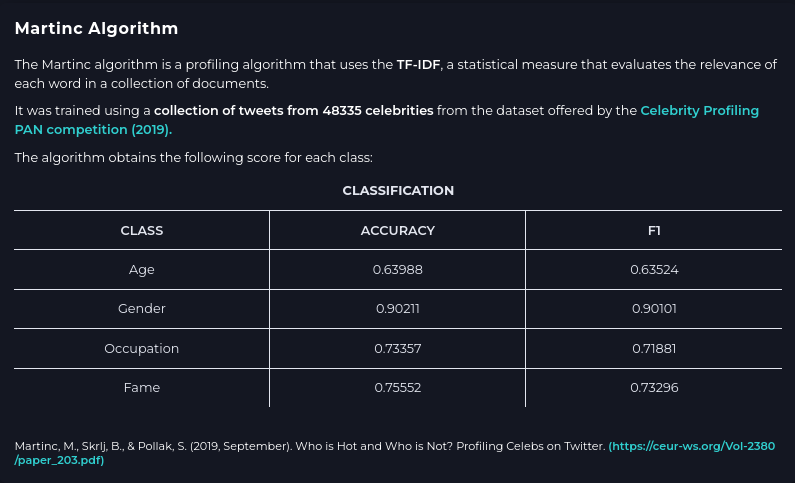 Martinc Algorithm
The Martinc algorithm is a profiling algorithm that uses the TF-IDF, a statistical measure that evaluates the relevance of
each word in a collection of documents.
It was trained using a collection of tweets from 48335 celebrities from the dataset offered by the Celebrity Profiling
PAN competition (2019).
The algorithm obtains the following score for each class:
CLASSIFICATION
CLASS ACCURACY F1
Age 0.63988 0.63524
Gender 0.90211 0.90101
Occupation 0.73357 0.71881
Fame 0.75552 0.73296
Martinc, M., Skrlj, B., & Pollak, S. (2019, September). Who is Hot and Who is Not? Profiling Celebs on Twitter. (https://ceur-ws.org/Vol-2380
/paper_203.pdf)